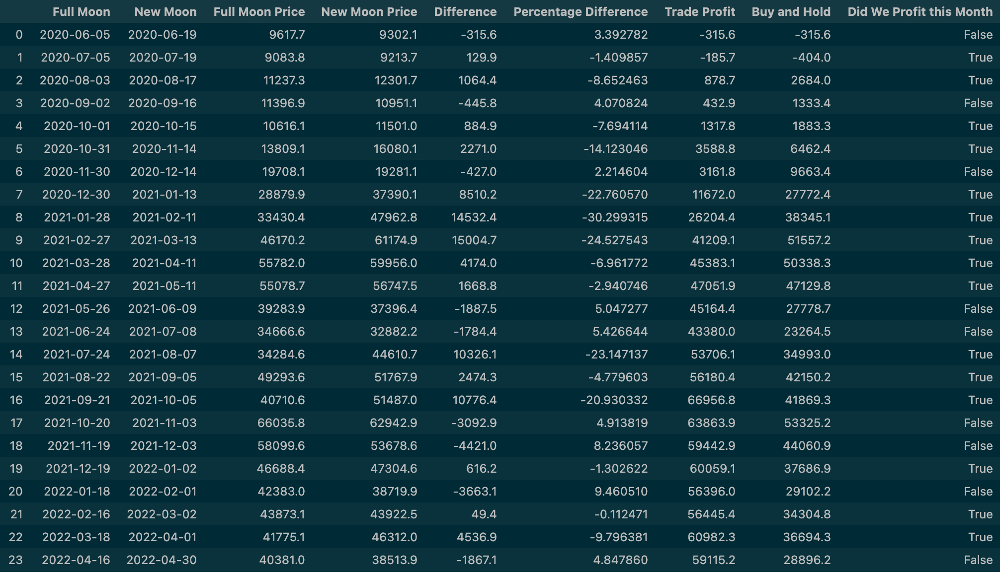 Full Moon New Moon Full Moon Price New Moon Price Difference Percentage Difference Trade Profit Buy and Hold Did We Profit this Month
0 2020-06-05 2020-06-19 9617.7 9302.1 -315.6 3.392782 -315.6 -315.6 False
1 2020-07-05 2020-07-19 9083.8 9213.7 129.9 -1.409857 -185.7 -404.0 True
2 2020-08-03 2020-08-17 11237.3 12301.7 1064.4 -8.652463 878.7 2684.0 True
3 2020-09-02 2020-09-16 11396.9 10951.1 -445.8 4.070824 432.9 1333.4 False
4 2020-10-01 2020-10-15 10616.1 11501.0 884.9 -7.694114 1317.8 1883.3 True
5 2020-10-31 2020-11-14 13809.1 16080.1 2271.0 -14.123046 3588.8 6462.4 True
6 2020-11-30 2020-12-14 19708.1 19281.1 -427.0 2.214604 3161.8 9663.4 False
7 2020-12-30 2021-01-13 28879.9 37390.1 8510.2 -22.760570 11672.0 27772.4 True
8 2021-01-28 2021-02-11 33430.4 47962.8 14532.4 -30.299315 26204.4 38345.1 True
9 2021-02-27 2021-03-13 46170.2 61174.9 15004.7 -24.527543 41209.1 51557.2 True
10 2021-03-28 2021-04-11 55782.0 59956.0 4174.0 -6.961772 45383.1 50338.3 True
11 2021-04-27 2021-05-11 55078.7 56747.5 1668.8 -2.940746 47051.9 47129.8 True
12 2021-05-26 2021-06-09 39283.9 37396.4 -1887.5 5.047277 45164.4 27778.7 False
13 2021-06-24 2021-07-08 34666.6 32882.2 -1784.4 5.426644 43380.0 23264.5 False
14 2021-07-24 2021-08-07 34284.6 44610.7 10326.1 -23.147137 53706.1 34993.0 True
15 2021-08-22 2021-09-05 49293.6 51767.9 2474.3 -4.779603 56180.4 42150.2 True
16 2021-09-21 2021-10-05 40710.6 51487.0 10776.4 -20.930332 66956.8 41869.3 True
17 2021-10-20 2021-11-03 66035.8 62942.9 -3092.9 4.913819 63863.9 53325.2 False
18 2021-11-19 2021-12-03 58099.6 53678.6 -4421.0 8.236057 59442.9 44060.9 False
19 2021-12-19 2022-01-02 46688.4 47304.6 616.2 -1.302622 60059.1 37686.9 True
20 2022-01-18 2022-02-01 42383.0 38719.9 -3663.1 9.460510 56396.0 29102.2 False
21 2022-02-16 2022-03-02 43873.1 43922.5 49.4 -0.112471 56445.4 34304.8 True
22 2022-03-18 2022-04-01 41775.1 46312.0 4536.9 -9.796381 60982.3 36694.3 True
23 2022-04-16 2022-04-30 40381.0 38513.9 -1867.1 4.847860 59115.2 28896.2 False